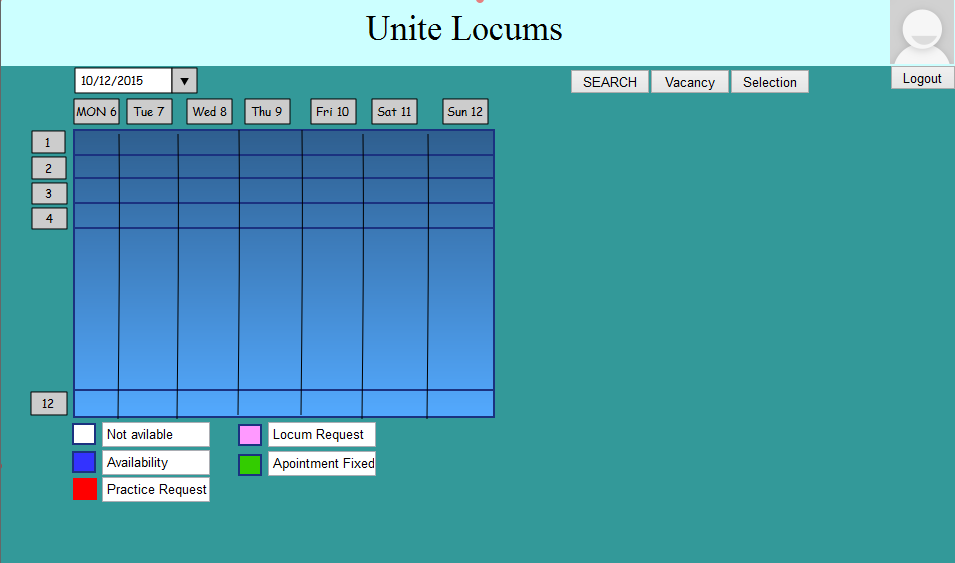 Unite Locums
10/12/2015
SEARCH Vacancy Selection Logout
MON 6 Tue 7 Wed 8 Thu 9 Fri 10 Sat 11 Sun 12
1
2
3
4
12
Not avilable Locum Request
Availability Apointment Fixed
Practice Request